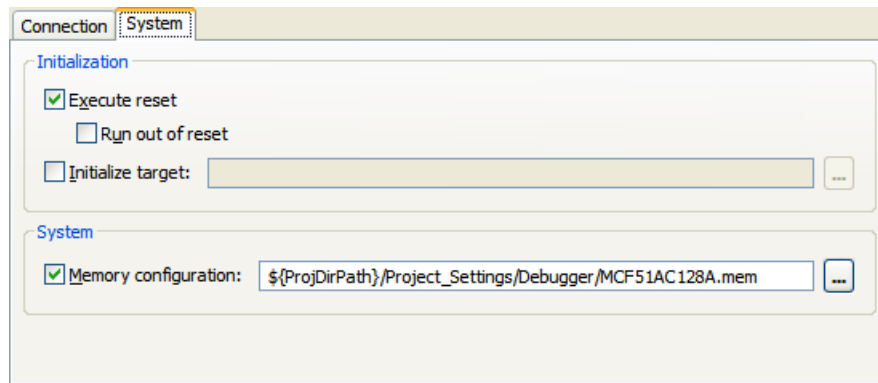 Connection System
Initialization
Execute reset
Run out of reset
Initialize target: ...
System
Memory configuration: ${ProjDirPath}/Project_Settings/Debugger/MCF51AC128A.mem ...